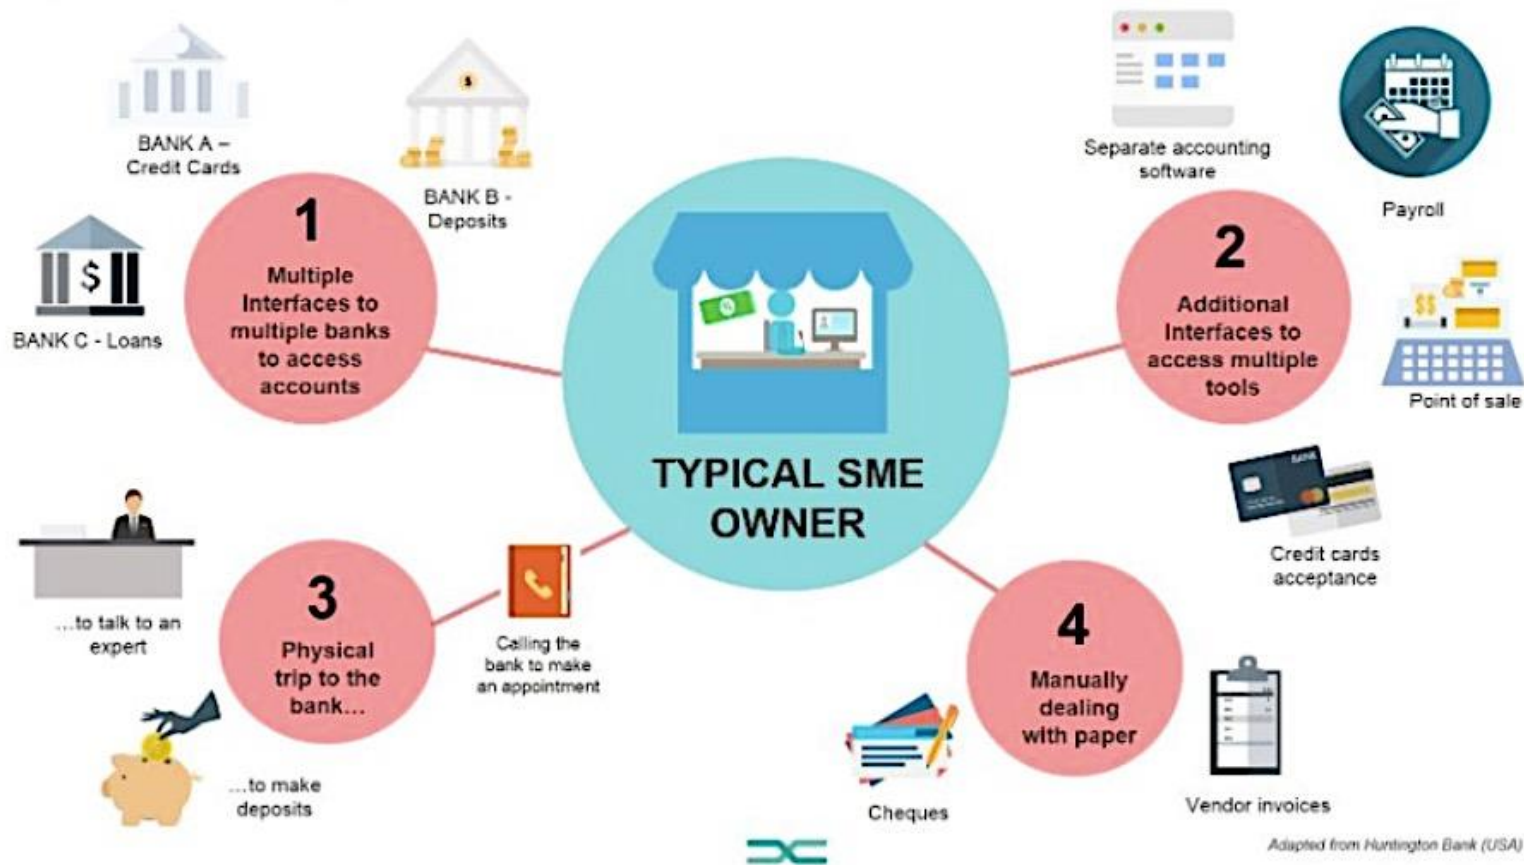 BANK A –
Credit Cards
BANK B -
Deposits
BANK C - Loans
1
Multiple
Interfaces to
multiple banks
to access
accounts
Separate accounting
software
Payroll
2
Additional
Interfaces to
access multiple
tools
Point of sale
BANK
Credit cards
acceptance
TYPICAL SME
OWNER
3
Physical
trip to the
bank...
...to talk to an
expert
...to make
deposits
Calling the
bank to make
an appointment
4
Manually
dealing
with paper
Cheques
Vendor invoices
Adapted from Huntington Bank (USA)